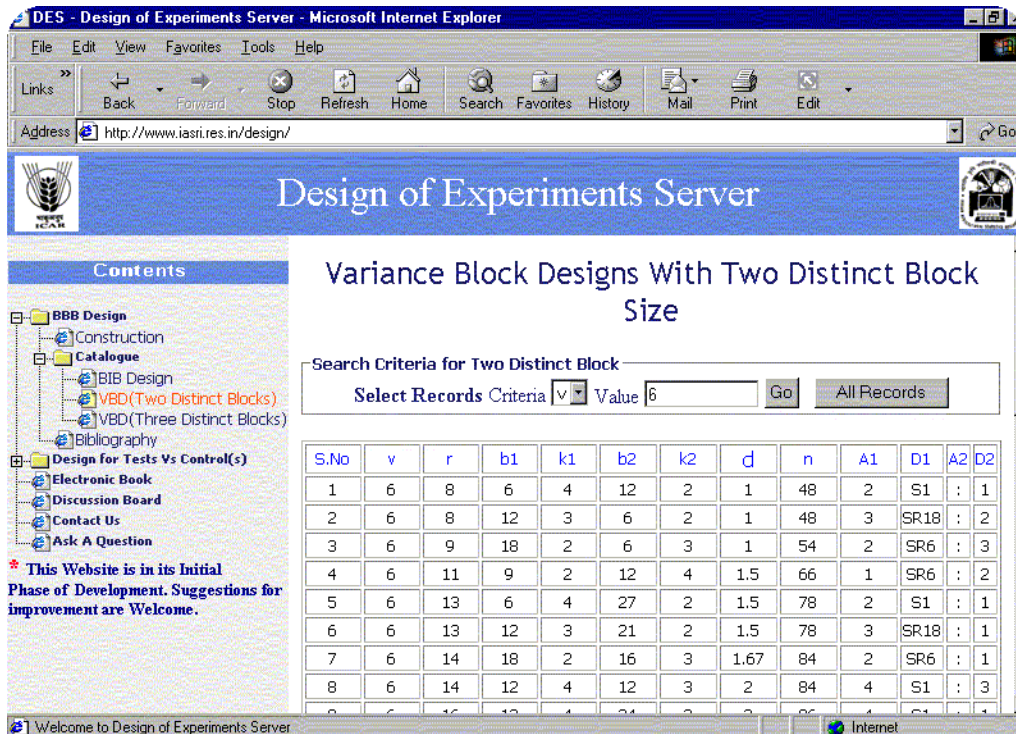 DES - Design of Experiments Server - Microsoft Internet Explorer
File Edit View Favorites Tools Help
Links » Back Forward Stop Refresh Home Search Favorites History Mail Print Edit
Address http://www.iasri.res.in/design/ Go
ICAR
Design of Experiments Server
Contents
BBB Design
Construction
Catalogue
BIB Design
VBD(Two Distinct Blocks)
VBD(Three Distinct Blocks)
Bibliography
Design for Tests Vs Control(s)
Electronic Book
Discussion Board
Contact Us
Ask A Question
* This Website is in its Initial
Phase of Development. Suggestions for
improvement are Welcome.
Variance Block Designs With Two Distinct Block
Size
Search Criteria for Two Distinct Block
Select Records Criteria v Value 6 Go All Records
S.No v r b1 k1 b2 k2 d n A1 D1 A2 D2
1 6 8 6 4 12 2 1 48 2 S1 : 1
2 6 8 12 3 6 2 1 48 3 SR18 : 2
3 6 9 18 2 6 3 1 54 2 SR6 : 3
4 6 11 9 2 12 4 1.5 66 1 SR6 : 2
5 6 13 6 4 27 2 1.5 78 2 S1 : 1
6 6 13 12 3 21 2 1.5 78 3 SR18 : 1
7 6 14 18 2 16 3 1.67 84 2 SR6 : 1
8 6 14 12 4 12 3 2 84 4 S1 : 3
Welcome to Design of Experiments Server Internet